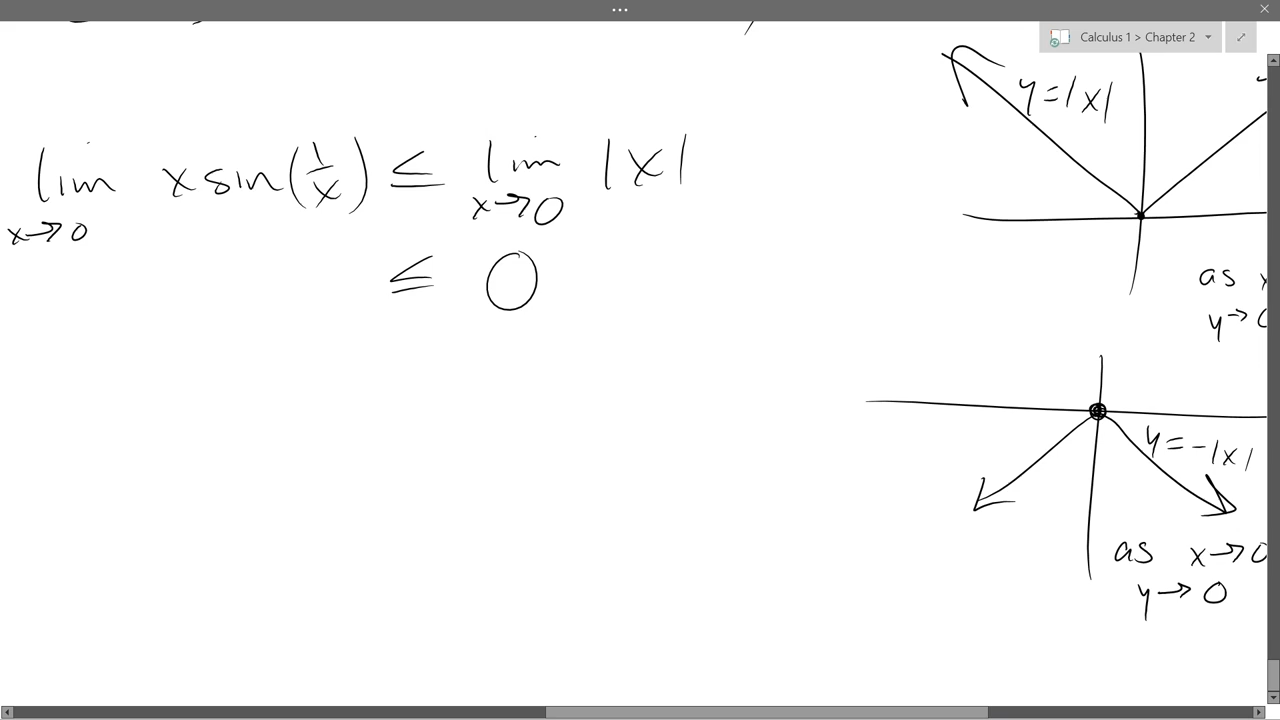 Calculus 1 > Chapter 2
y=|x|
lim x sin(1/x) ≤ lim |x|
x→0 x→0
≤ 0
as x
y→0
y=-|x|
as x→0
y→0